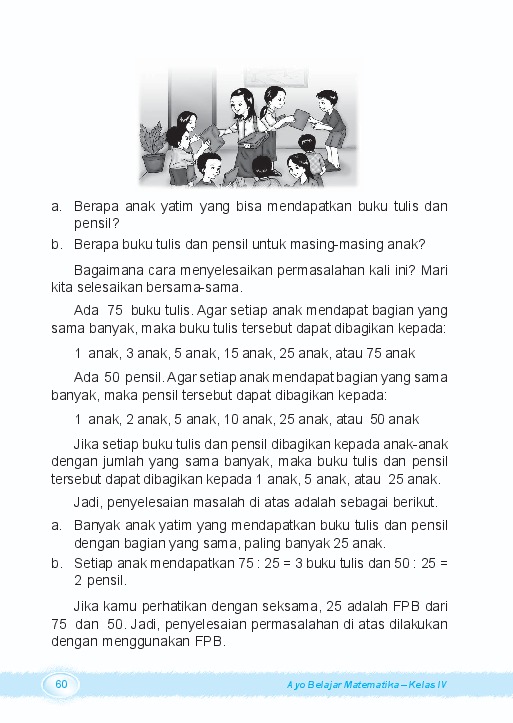 a. Berapa anak yatim yang bisa mendapatkan buku tulis dan
pensil?
b. Berapa buku tulis dan pensil untuk masing-masing anak?
Bagaimana cara menyelesaikan permasalahan kali ini? Mari
kita selesaikan bersama-sama.
Ada 75 buku tulis. Agar setiap anak mendapat bagian yang
sama banyak, maka buku tulis tersebut dapat dibagikan kepada:
1 anak, 3 anak, 5 anak, 15 anak, 25 anak, atau 75 anak
Ada 50 pensil. Agar setiap anak mendapat bagian yang sama
banyak, maka pensil tersebut dapat dibagikan kepada:
1 anak, 2 anak, 5 anak, 10 anak, 25 anak, atau 50 anak
Jika setiap buku tulis dan pensil dibagikan kepada anak-anak
dengan jumlah yang sama banyak, maka buku tulis dan pensil
tersebut dapat dibagikan kepada 1 anak, 5 anak, atau 25 anak.
Jadi, penyelesaian masalah di atas adalah sebagai berikut.
a. Banyak anak yatim yang mendapatkan buku tulis dan pensil
dengan bagian yang sama, paling banyak 25 anak.
b. Setiap anak mendapatkan 75 : 25 = 3 buku tulis dan 50 : 25 =
2 pensil.
Jika kamu perhatikan dengan seksama, 25 adalah FPB dari
75 dan 50. Jadi, penyelesaian permasalahan di atas dilakukan
dengan menggunakan FPB.
60 Ayo Belajar Matematika – Kelas IV